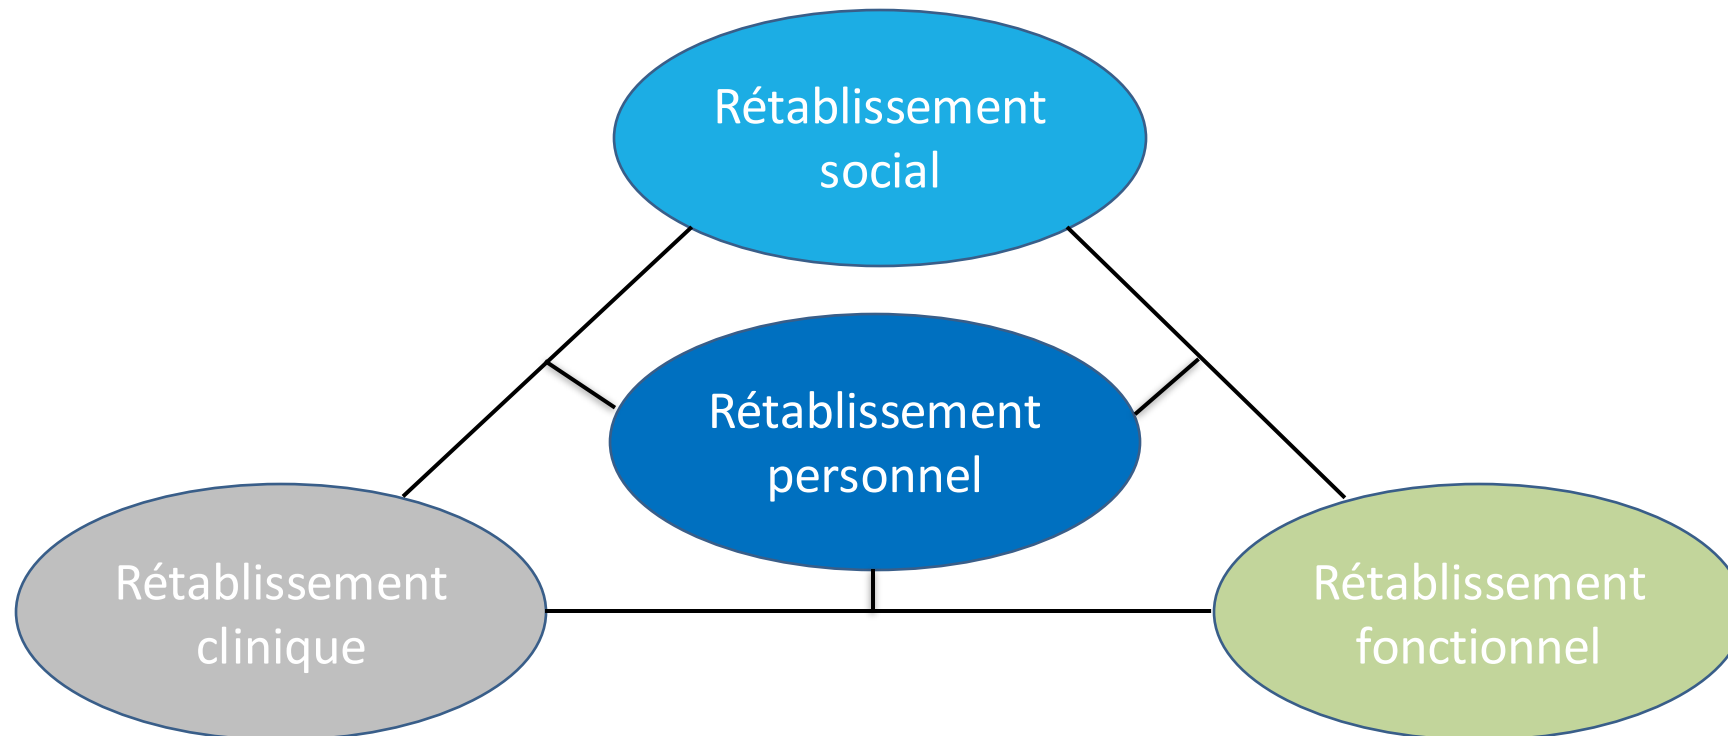 Rétablissement
social
Rétablissement
personnel
Rétablissement
clinique
Rétablissement
fonctionnel